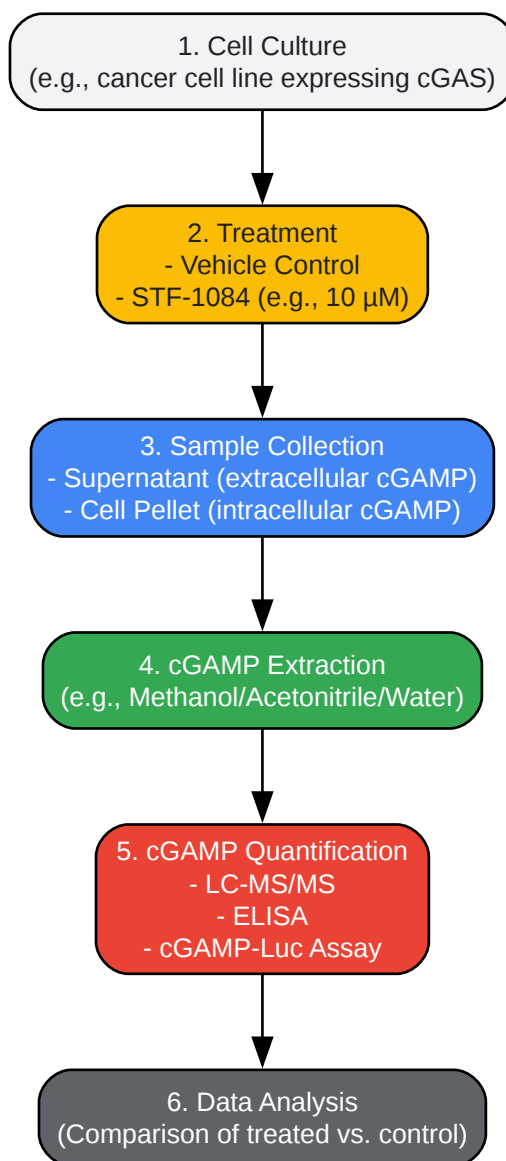 1. Cell Culture
(e.g., cancer cell line expressing cGAS)
2. Treatment
- Vehicle Control
- STF-1084 (e.g., 10 µM)
3. Sample Collection
- Supernatant (extracellular cGAMP)
- Cell Pellet (intracellular cGAMP)
4. cGAMP Extraction
(e.g., Methanol/Acetonitrile/Water)
5. cGAMP Quantification
- LC-MS/MS
- ELISA
- cGAMP-Luc Assay
6. Data Analysis
(Comparison of treated vs. control)